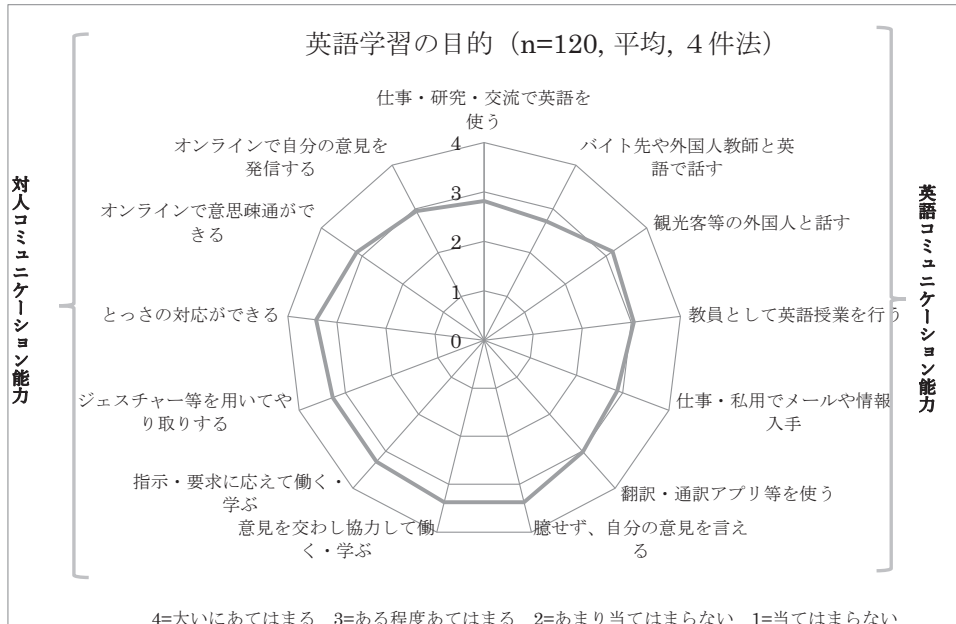 英語学習の目的（n=120, 平均, ４件法）
仕事・研究・交流で英語を
使う
バイト先や外国人教師と英
語で話す
観光客等の外国人と話す
教員として英語授業を行う
仕事・私用でメールや情報
入手
翻訳・通訳アプリ等を使う
臆せず、自分の意見を言え
る
意見を交わし協力して働
く・学ぶ
指示・要求に応えて働く・
学ぶ
ジェスチャー等を用いてや
り取りする
とっさの対応ができる
オンラインで意思疎通がで
きる
オンラインで自分の意見を
発信する
4
3
2
1
0
対人コミュニケーション能力
英語コミュニケーション能力
4=大いにあてはまる　3=ある程度あてはまる　2=あまり当てはまらない　1=当てはまらない